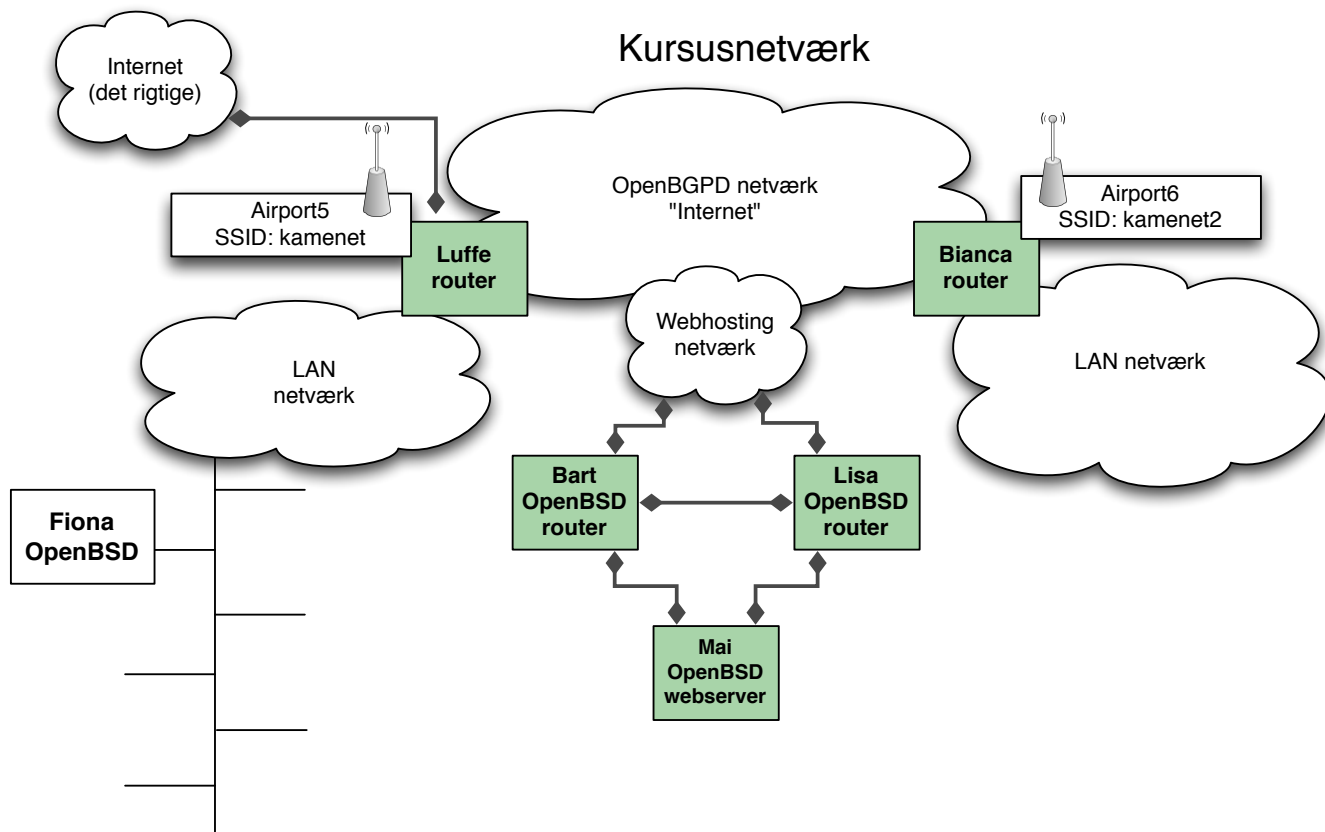 Kursusnetværk
Internet
(det rigtige)
OpenBGPD netværk
"Internet"
Airport5
SSID: kamenet
Airport6
SSID: kamenet2
Luffe
router
Bianca
router
Webhosting
netværk
LAN
netværk
LAN netværk
Bart
OpenBSD
router
Lisa
OpenBSD
router
Fiona
OpenBSD
Mai
OpenBSD
webserver